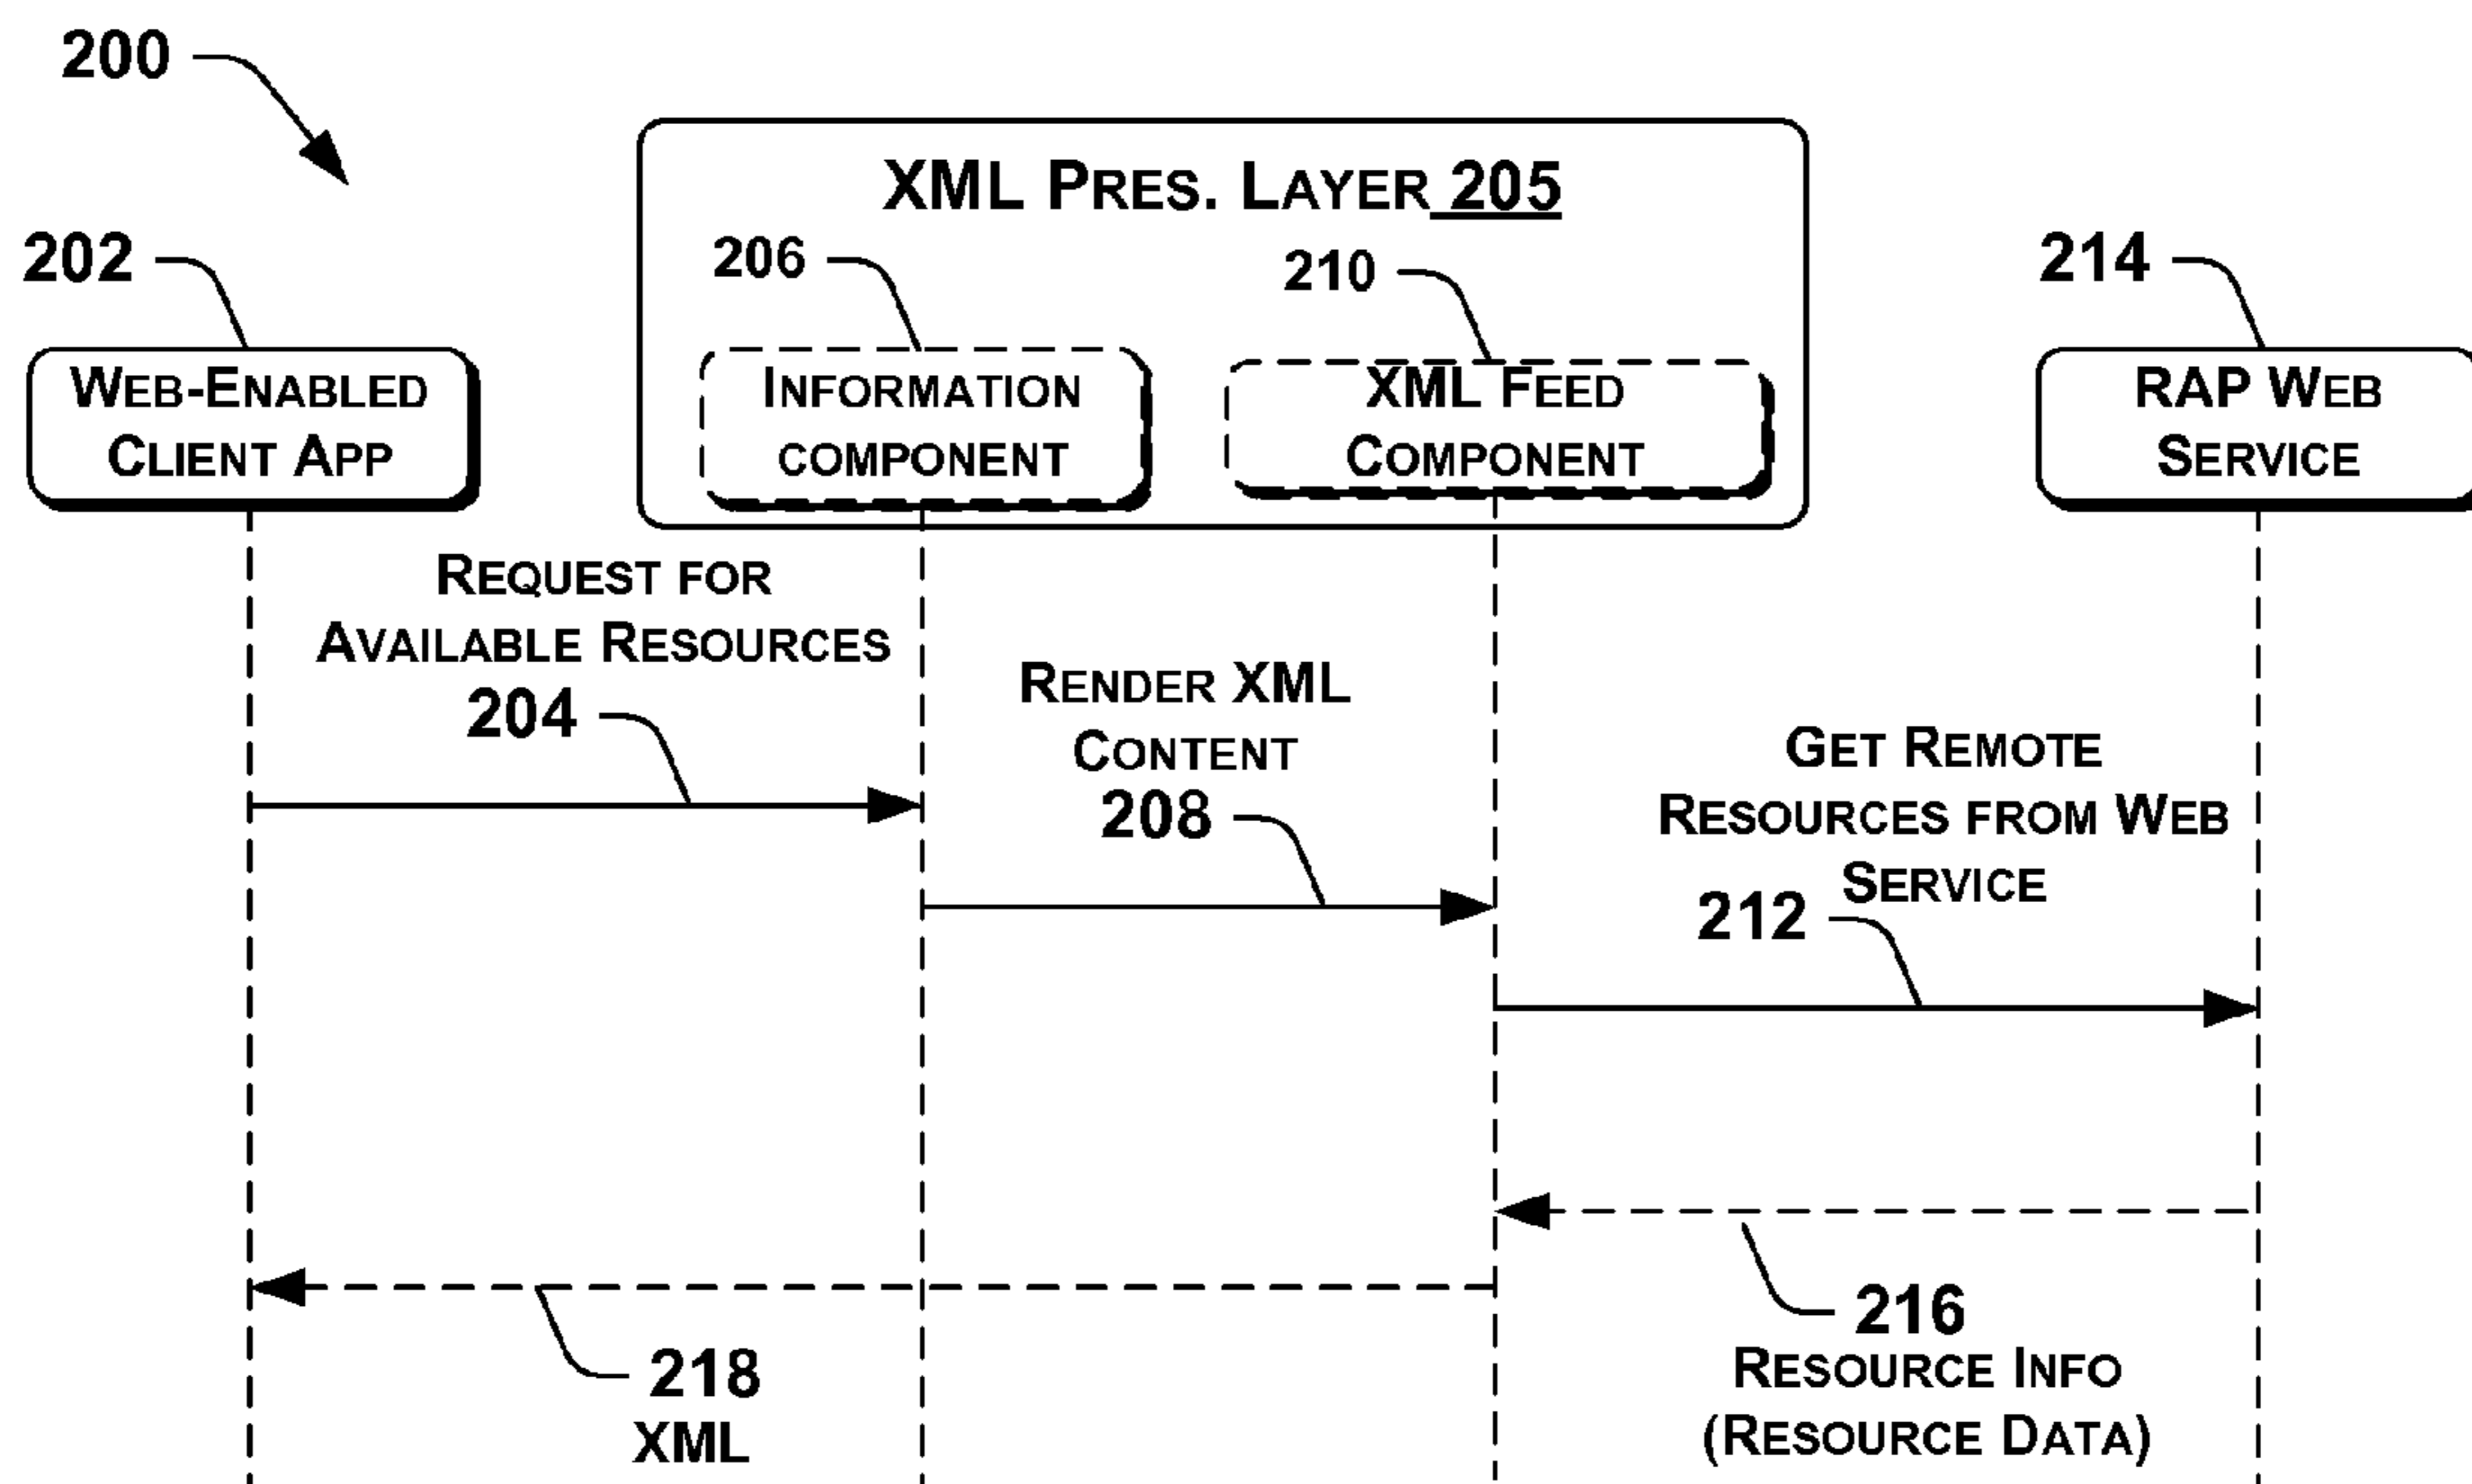 200
XML PRES. LAYER 205
202
206
210
214
WEB-ENABLED
CLIENT APP
INFORMATION
COMPONENT
XML FEED
COMPONENT
RAP WEB
SERVICE
REQUEST FOR
AVAILABLE RESOURCES
204
RENDER XML
CONTENT
208
GET REMOTE
RESOURCES FROM WEB
SERVICE
212
216
RESOURCE INFO
(RESOURCE DATA)
218
XML